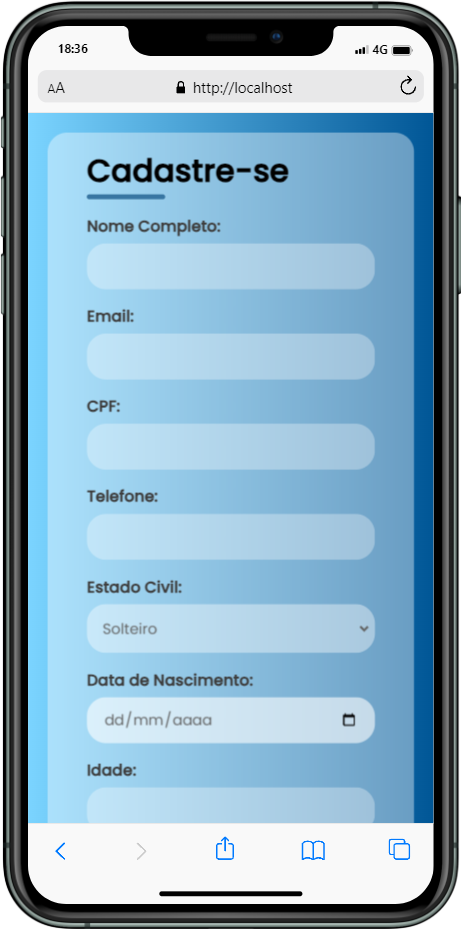 18:36
4G
AA
http://localhost
Cadastre-se
Nome Completo:
Email:
CPF:
Telefone:
Estado Civil:
Solteiro
Data de Nascimento:
dd/mm/aaaa
Idade: